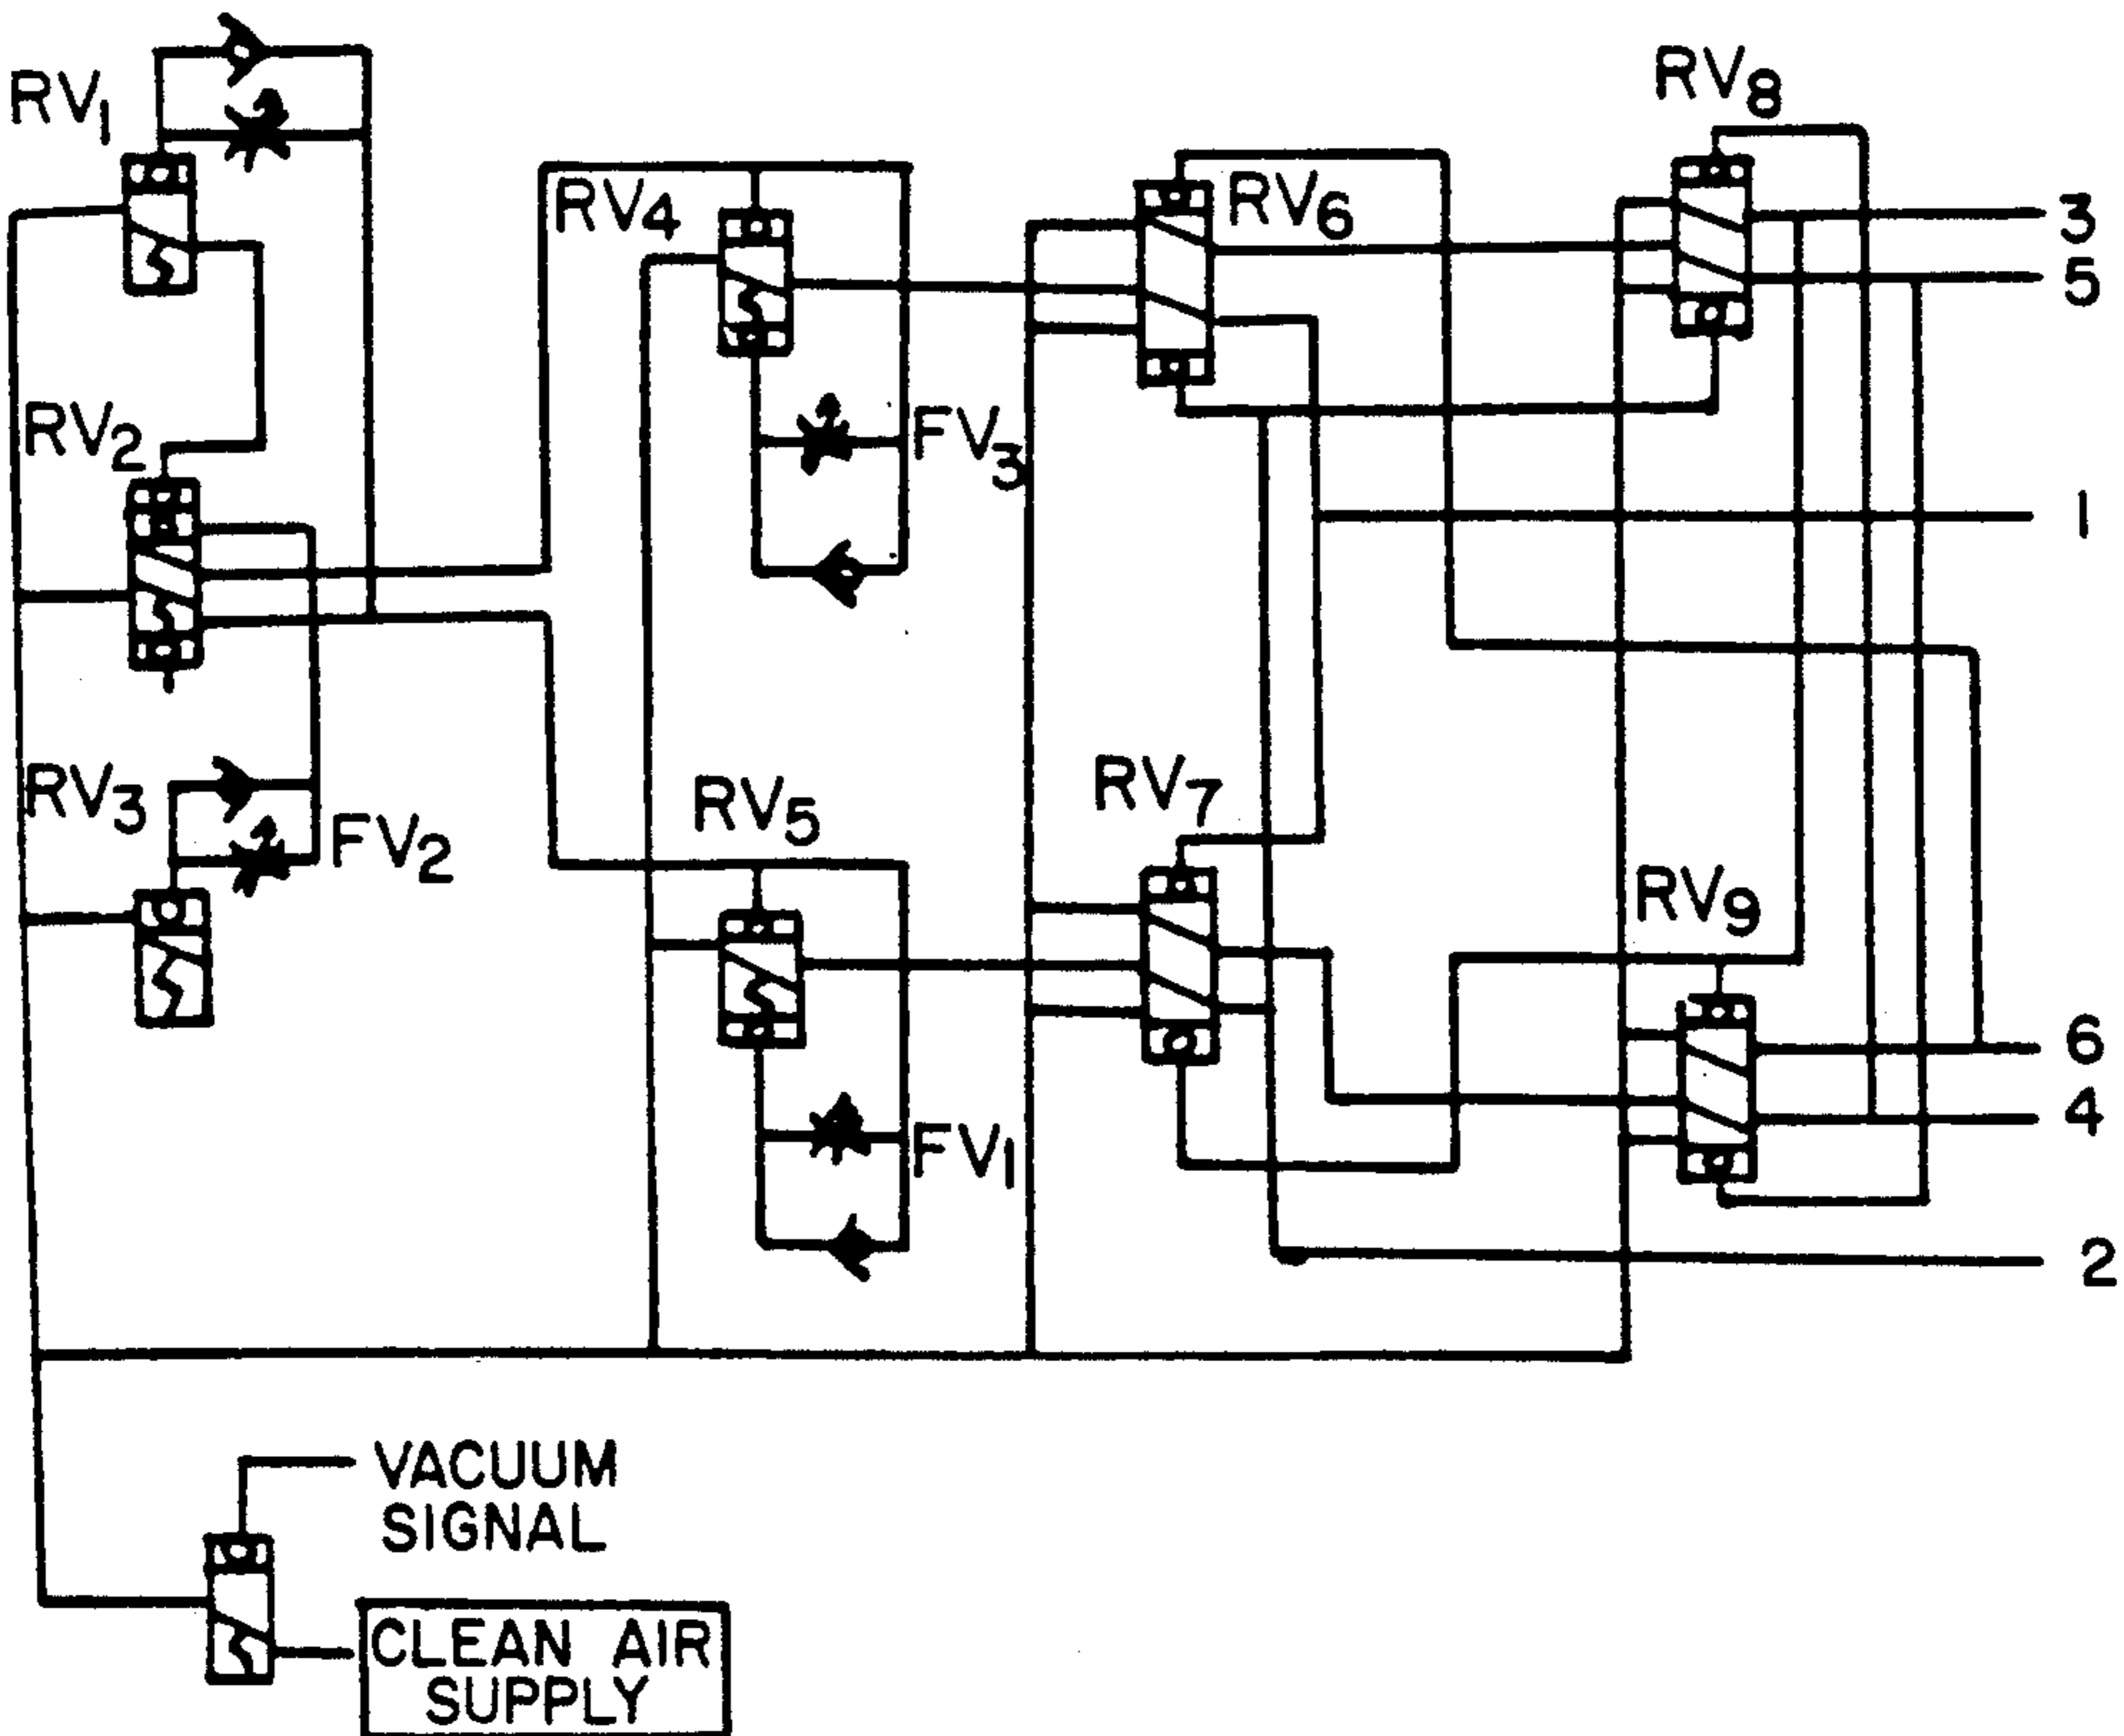 RV1
RV8
RV4
RV6
3
5
RV2
FV3
1
RV3
FV2
RV5
RV7
RV9
6
4
FV1
2
VACUUM
SIGNAL
CLEAN AIR
SUPPLY